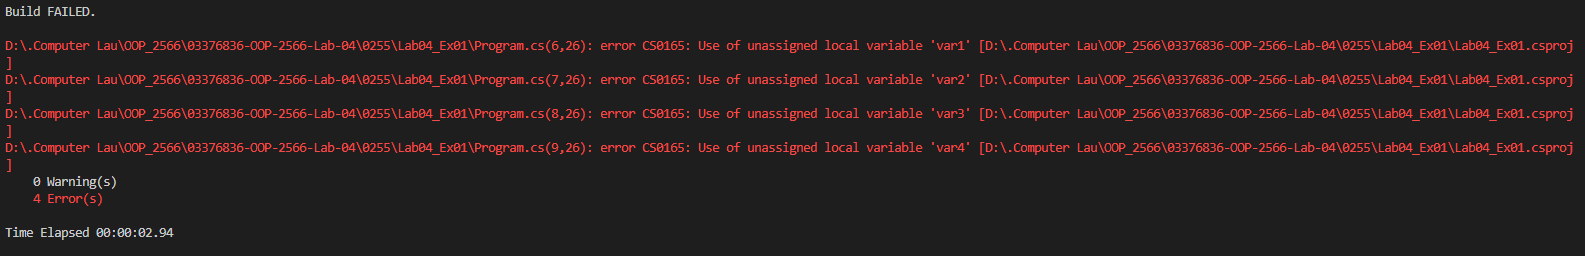 Build FAILED.
D:\.Computer Lau\OOP_2566\03376836-OOP-2566-Lab-04\0255\Lab04_Ex01\Program.cs(6,26): error CS0165: Use of unassigned local variable 'var1' [D:\.Computer Lau\OOP_2566\03376836-OOP-2566-Lab-04\0255\Lab04_Ex01\Lab04_Ex01.csproj
]
D:\.Computer Lau\OOP_2566\03376836-OOP-2566-Lab-04\0255\Lab04_Ex01\Program.cs(7,26): error CS0165: Use of unassigned local variable 'var2' [D:\.Computer Lau\OOP_2566\03376836-OOP-2566-Lab-04\0255\Lab04_Ex01\Lab04_Ex01.csproj
]
D:\.Computer Lau\OOP_2566\03376836-OOP-2566-Lab-04\0255\Lab04_Ex01\Program.cs(8,26): error CS0165: Use of unassigned local variable 'var3' [D:\.Computer Lau\OOP_2566\03376836-OOP-2566-Lab-04\0255\Lab04_Ex01\Lab04_Ex01.csproj
]
D:\.Computer Lau\OOP_2566\03376836-OOP-2566-Lab-04\0255\Lab04_Ex01\Program.cs(9,26): error CS0165: Use of unassigned local variable 'var4' [D:\.Computer Lau\OOP_2566\03376836-OOP-2566-Lab-04\0255\Lab04_Ex01\Lab04_Ex01.csproj
]
0 Warning(s)
4 Error(s)
Time Elapsed 00:00:02.94